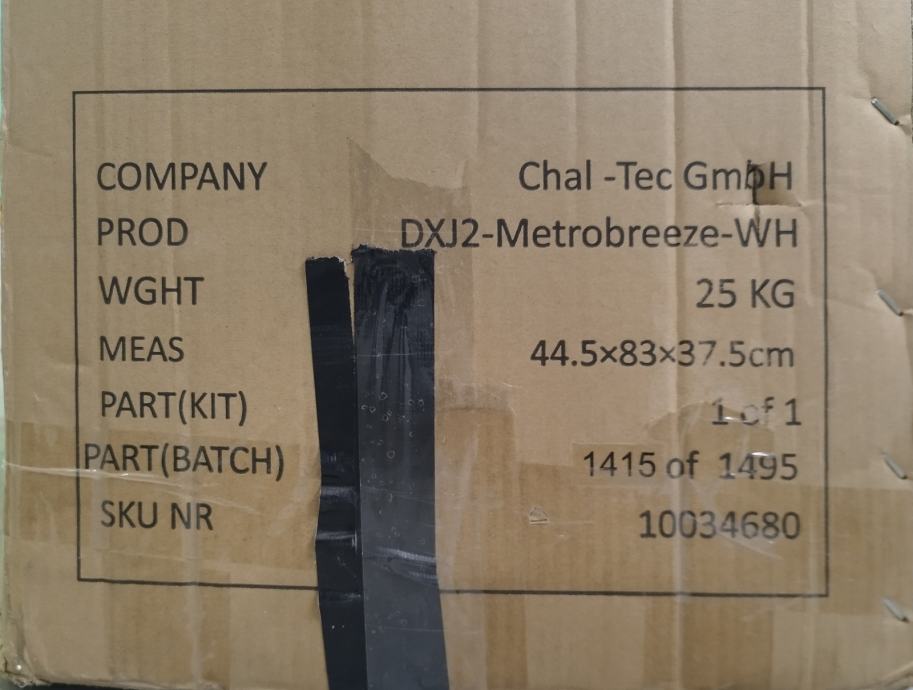 COMPANY Chal -Tec GmbH
PROD DXJ2-Metrobreeze-WH
WGHT 25 KG
MEAS 44.5×83×37.5cm
PART(KIT) 1 of 1
PART(BATCH) 1415 of 1495
SKU NR 10034680